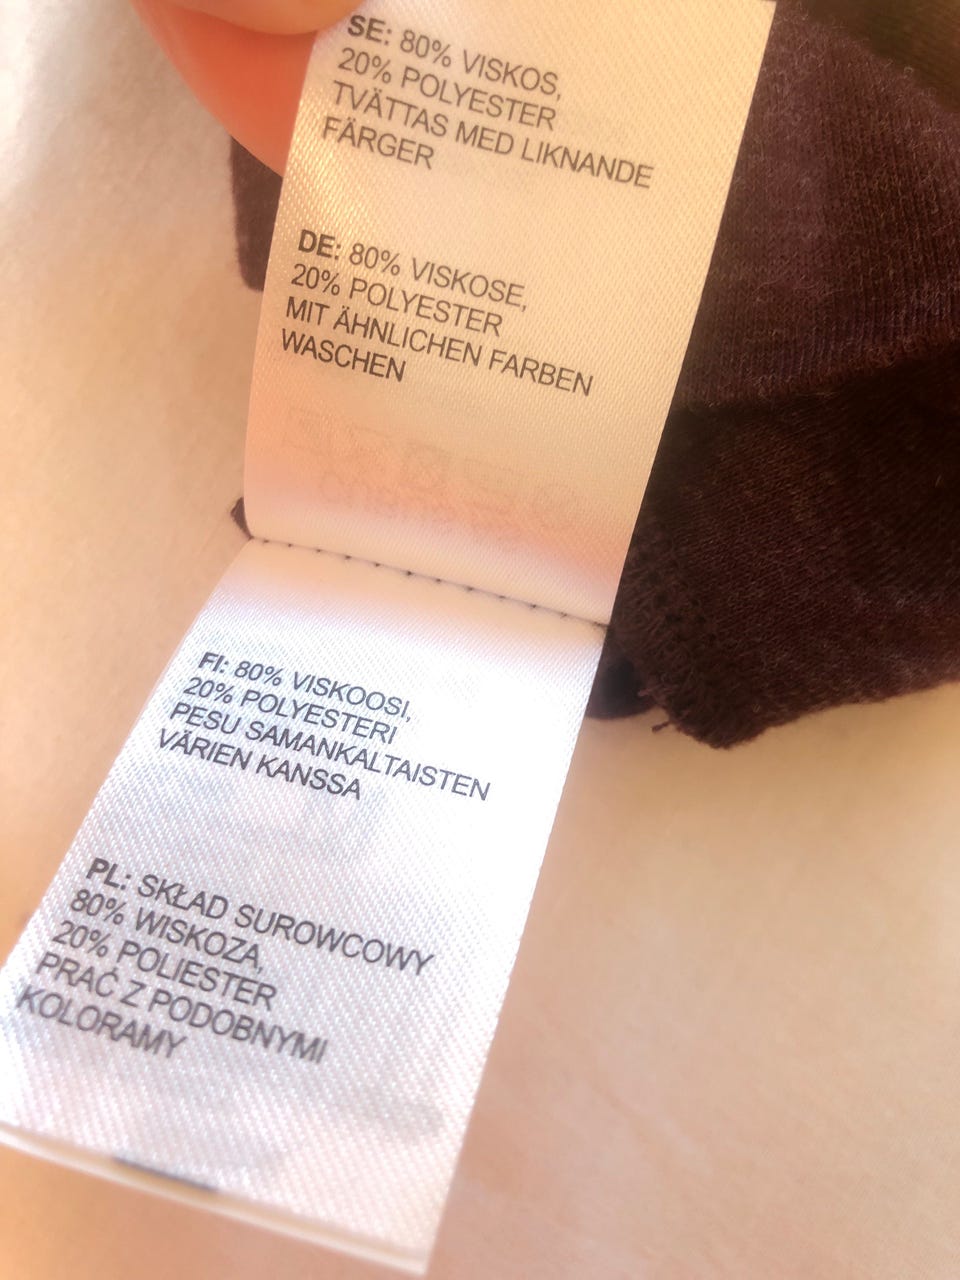 SE: 80% VISKOS,
20% POLYESTER
TVÄTTAS MED LIKNANDE
FÄRGER
DE: 80% VISKOSE,
20% POLYESTER
MIT ÄHNLICHEN FARBEN
WASCHEN
FI: 80% VISKOOSI,
20% POLYESTERI
PESU SAMANKALTAISTEN
VÄRIEN KANSSA
PL: SKŁAD SUROWCOWY
80% WISKOZA,
20% POLIESTER
PRAĆ Z PODOBNYMI
KOLORAMY